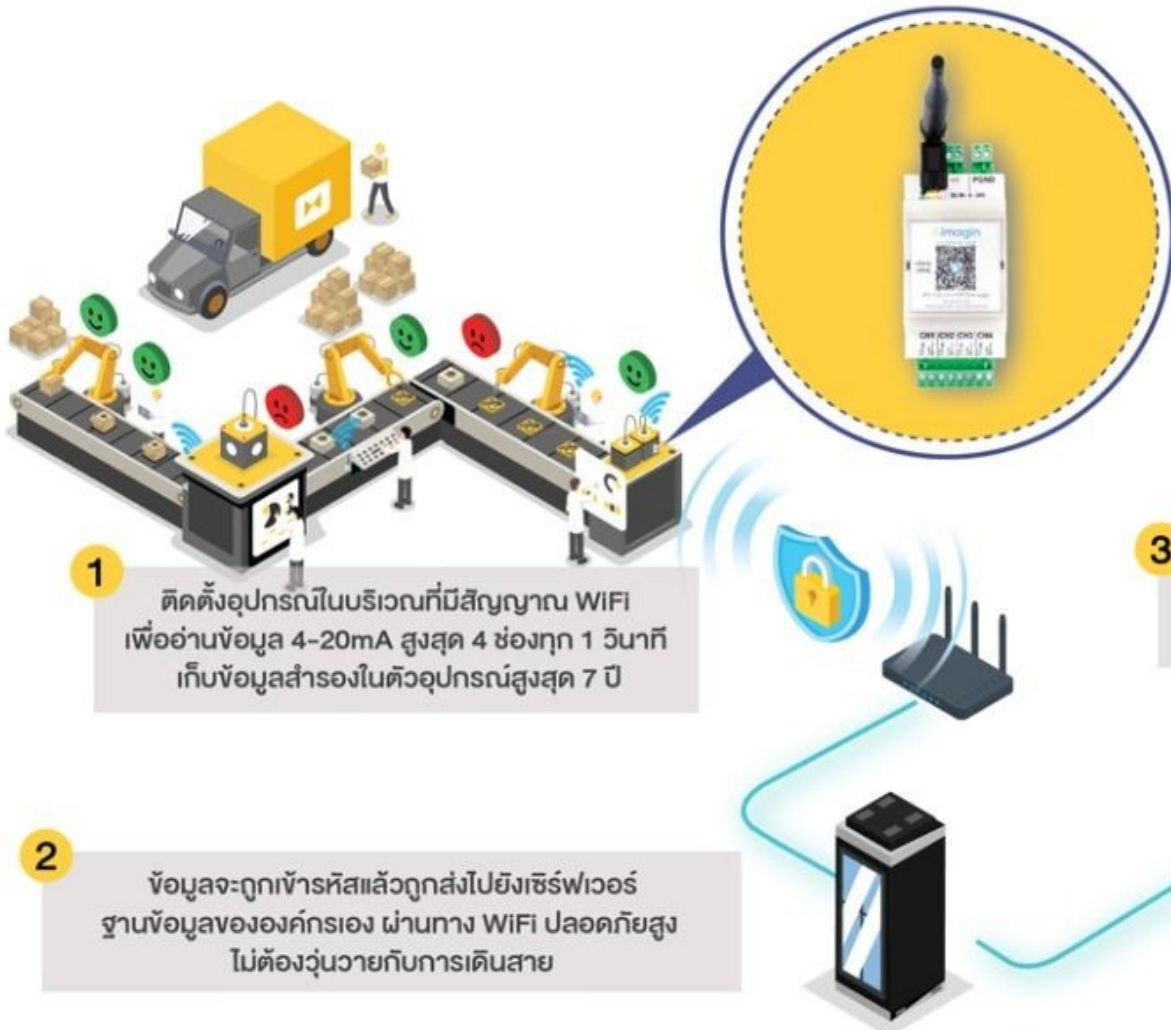 PGND
imagin
CH1 CH2 CH3 CH4
1
ติดตั้งอุปกรณ์ในบริเวณที่มีสัญญาณ WiFi
เพื่ออ่านข้อมูล 4-20mA สูงสุด 4 ช่องทุก 1 วินาที
เก็บข้อมูลสำรองในตัวอุปกรณ์สูงสุด 7 ปี
3
2
ข้อมูลจะถูกเข้ารหัสแล้วถูกส่งไปยังเซิร์ฟเวอร์
ฐานข้อมูลขององค์กรเอง ผ่านทาง WiFi ปลอดภัยสูง
ไม่ต้องวุ่นวายกับการเดินสาย